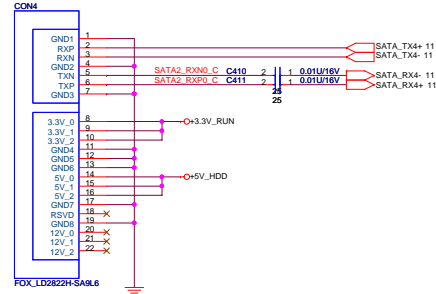 CON4
GND1 1
RXP 2 SATA_TX4+ 11
RXN 3 SATA_TX4- 11
GND2 4
TXN 5 SATA2_RXN0_C C410 2 1 0.01U/16V SATA_RX4- 11
TXP 6 SATA2_RXP0_C C411 2 1 0.01U/16V SATA_RX4+ 11
GND3 7
25
25
3.3V_0 8 +3.3V_RUN
3.3V_1 9
3.3V_2 10
GND4 11
GND5 12
GND6 13
5V_0 14 +5V_HDD
5V_1 15
5V_2 16
GND7 17
RSVD 18
GND8 19
12V_0 20
12V_1 21
12V_2 22
FOX_LD2822H-SA9L6